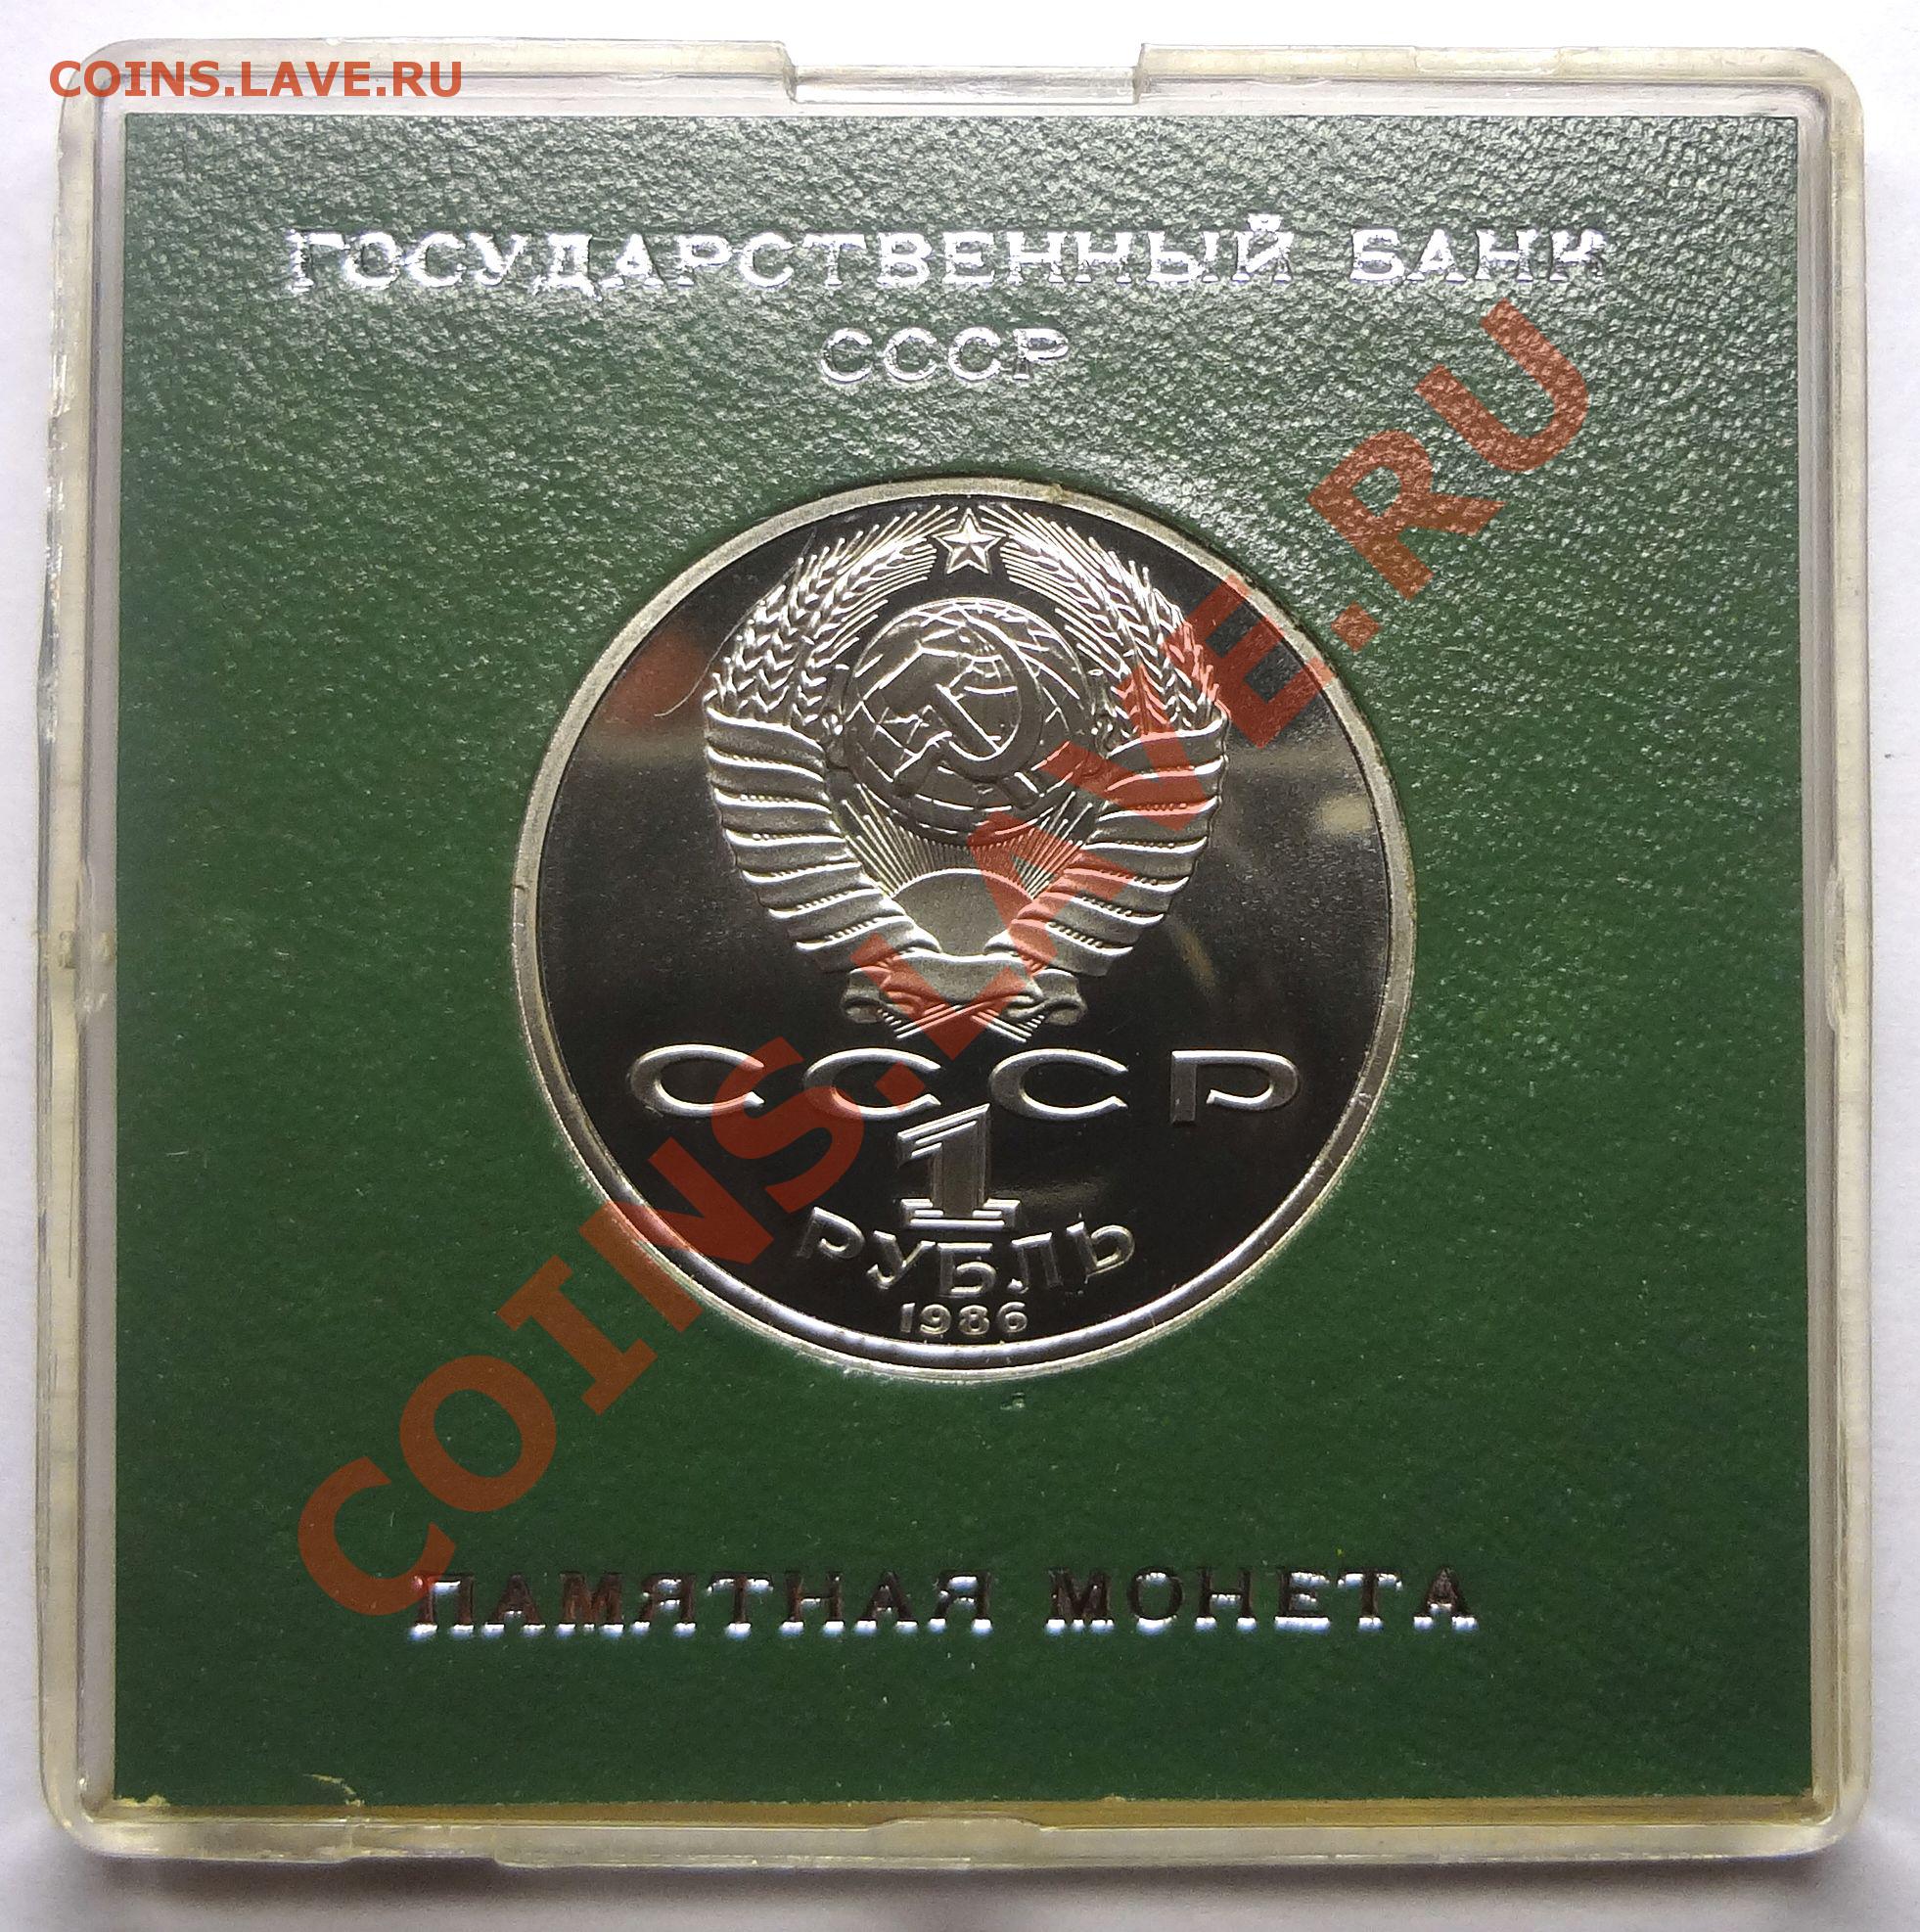 COINS.LAVE.RU
ГОСУДАРСТВЕННЫЙ БАНК
СССР
СССР
1
РУБЛЬ
1986
ПАМЯТНАЯ МОНЕТА
COINS.LAVE.RU